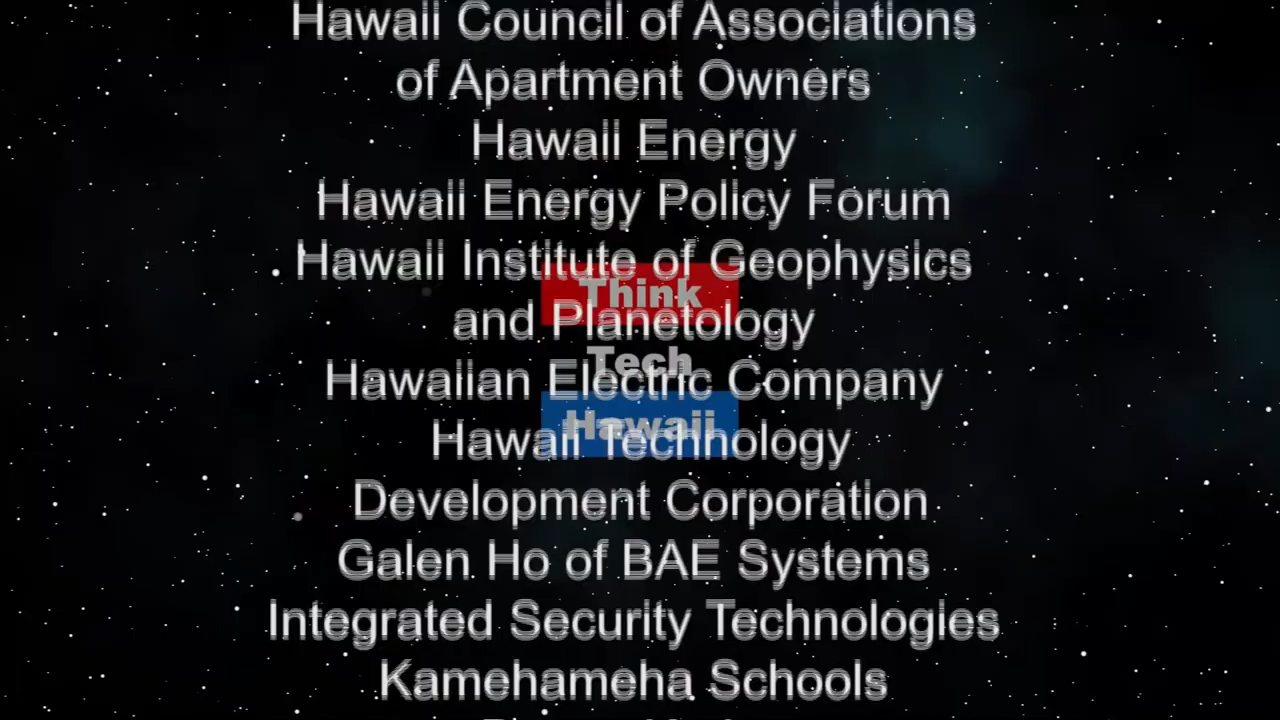 Hawaii Council of Associations
of Apartment Owners
Hawaii Energy
Hawaii Energy Policy Forum
Hawaii Institute of Geophysics
Think
and Planetology
Tech
Hawaiian Electric Company
Hawaii
Hawaii Technology
Development Corporation
Galen Ho of BAE Systems
Integrated Security Technologies
Kamehameha Schools